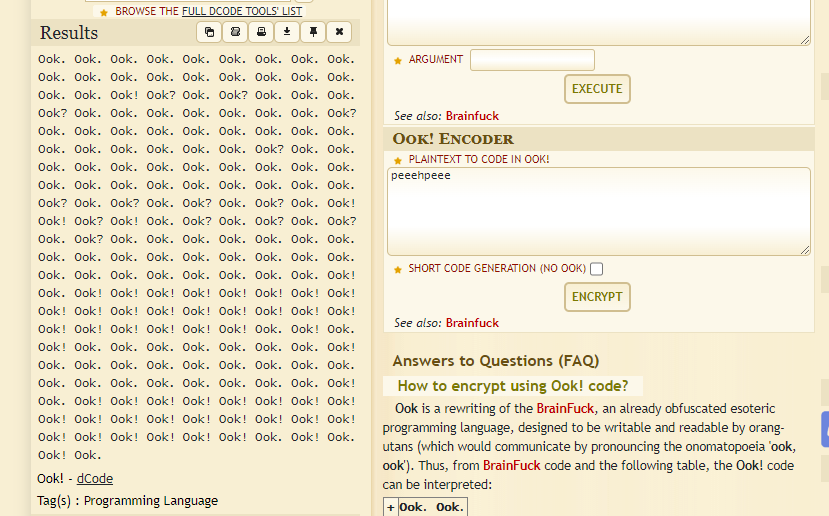 BROWSE THE FULL DCODE TOOLS' LIST
Results
Ook. Ook. Ook. Ook. Ook. Ook. Ook. Ook. Ook.
Ook. Ook. Ook. Ook. Ook. Ook. Ook. Ook. Ook.
Ook. Ook. Ook! Ook? Ook. Ook? Ook. Ook. Ook.
Ook? Ook. Ook. Ook. Ook. Ook. Ook. Ook. Ook?
Ook. Ook. Ook. Ook. Ook. Ook. Ook. Ook. Ook.
Ook. Ook. Ook. Ook. Ook. Ook. Ook? Ook. Ook.
Ook. Ook. Ook. Ook. Ook. Ook. Ook. Ook. Ook.
Ook. Ook. Ook. Ook. Ook. Ook. Ook. Ook. Ook.
Ook? Ook. Ook? Ook. Ook? Ook. Ook? Ook. Ook!
Ook! Ook? Ook! Ook. Ook? Ook. Ook? Ook. Ook?
Ook. Ook? Ook. Ook. Ook. Ook. Ook. Ook. Ook.
Ook. Ook. Ook. Ook. Ook. Ook. Ook. Ook. Ook.
Ook. Ook. Ook. Ook. Ook. Ook. Ook. Ook. Ook!
Ook. Ook! Ook! Ook! Ook! Ook! Ook! Ook! Ook!
Ook! Ook! Ook! Ook! Ook! Ook! Ook! Ook! Ook!
Ook! Ook! Ook! Ook! Ook! Ook! Ook. Ook! Ook.
Ook! Ook. Ook. Ook. Ook. Ook. Ook. Ook. Ook!
Ook. Ook. Ook. Ook. Ook. Ook. Ook. Ook. Ook.
Ook. Ook. Ook. Ook. Ook. Ook. Ook. Ook. Ook!
Ook. Ook! Ook! Ook! Ook! Ook! Ook! Ook! Ook!
Ook! Ook! Ook! Ook! Ook! Ook! Ook! Ook! Ook!
Ook! Ook! Ook! Ook! Ook! Ook! Ook. Ook! Ook.
Ook! Ook.
Ook! - dCode
Tag(s) : Programming Language
ARGUMENT
EXECUTE
See also: Brainfuck
OOK! ENCODER
PLAINTEXT TO CODE IN OOK!
peeehpeee
SHORT CODE GENERATION (NO OOK)
ENCRYPT
See also: Brainfuck
Answers to Questions (FAQ)
How to encrypt using Ook! code?
Ook is a rewriting of the BrainFuck, an already obfuscated esoteric
programming language, designed to be writable and readable by orang-
utans (which would communicate by pronouncing the onomatopoeia 'ook,
ook'). Thus, from BrainFuck code and the following table, the Ook! code
can be interpreted:
+ Ook. Ook.